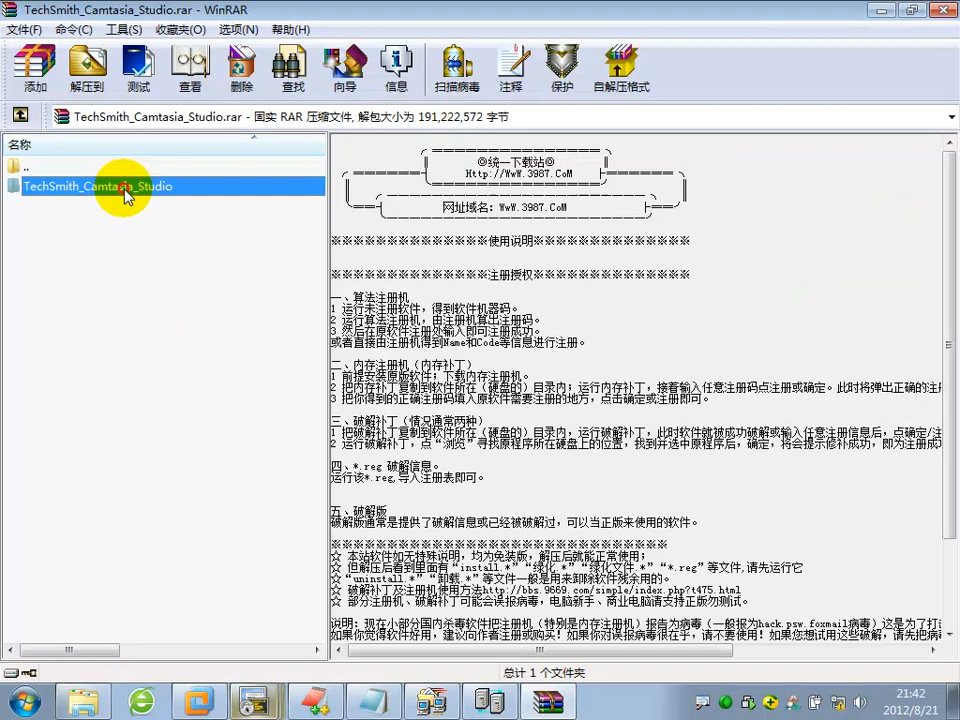 TechSmith_Camtasia_Studio.rar - WinRAR
文件(F) 命令(C) 工具(S) 收藏夹(O) 选项(N) 帮助(H)
添加 解压到 测试 查看 删除 查找 向导 信息 扫描病毒 注释 保护 自解压格式
TechSmith_Camtasia_Studio.rar - 固实 RAR 压缩文件, 解包大小为 191,222,572 字节
名称
..
TechSmith_Camtasia_Studio
◎统一下载站◎
Http://WwW.3987.CoM
网址域名: WwW.3987.CoM
※※※※※※※※※※※※※※使用说明※※※※※※※※※※※※※※
※※※※※※※※※※※※※※注册授权※※※※※※※※※※※※※※
一、算法注册机
1 运行未注册软件，得到软件机器码。
2 运行算法注册机，由注册机算出注册码。
3 然后在原软件注册处输入即可注册成功。
或者直接由注册机得到Name和Code等信息进行注册。
二、内存注册机（内存补丁）
1 前提安装原版软件；下载内存注册机。
2 把内存补丁复制到软件所在（硬盘的）目录内；运行内存补丁，接着输入任意注册码点注册或确定。此时将弹出正确的注册
3 把你得到的正确注册码填入原软件需要注册的地方，点击确定或注册即可。
三、破解补丁（情况通常两种）
1 把破解补丁复制到软件所在（硬盘的）目录内，运行破解补丁，此时软件就被成功破解或输入任意注册信息后，点确定/注
2 运行破解补丁，点“浏览”寻找原程序所在硬盘上的位置，找到并选中原程序后，确定，将会提示修补成功，即为注册成功
四、*.reg 破解信息。
运行该*.reg,导入注册表即可。
五、破解版
破解版通常是提供了破解信息或已经被破解过，可以当正版来使用的软件。
※※※※※※※※※※※※※※※※※※※※※※※※※※※※※※
☆ 本站软件如无特殊说明，均为免装版，解压后就能正常使用；
☆ 但解压后看到里面有“install.*”“绿化.*”“绿化文件.*”“*.reg”等文件,请先运行它
☆“uninstall.*”“卸载.*”等文件一般是用来卸除软件残余用的。
☆ 破解补丁及注册机使用方法http://bbs.9669.com/simple/index.php?t475.html
☆ 部分注册机、破解补丁可能会误报病毒，电脑新手、商业电脑请支持正版勿测试。
说明：现在小部分国内杀毒软件把注册机（特别是内存注册机）报告为病毒（一般报为hack.psw.foxmail病毒）这是为了打击
如果你觉得软件好用，建议向作者注册或购买！如果你对误报病毒很在乎，请不要使用！如果您想试用这些破解，请先把病毒
总计 1 个文件夹
21:42
2012/8/21